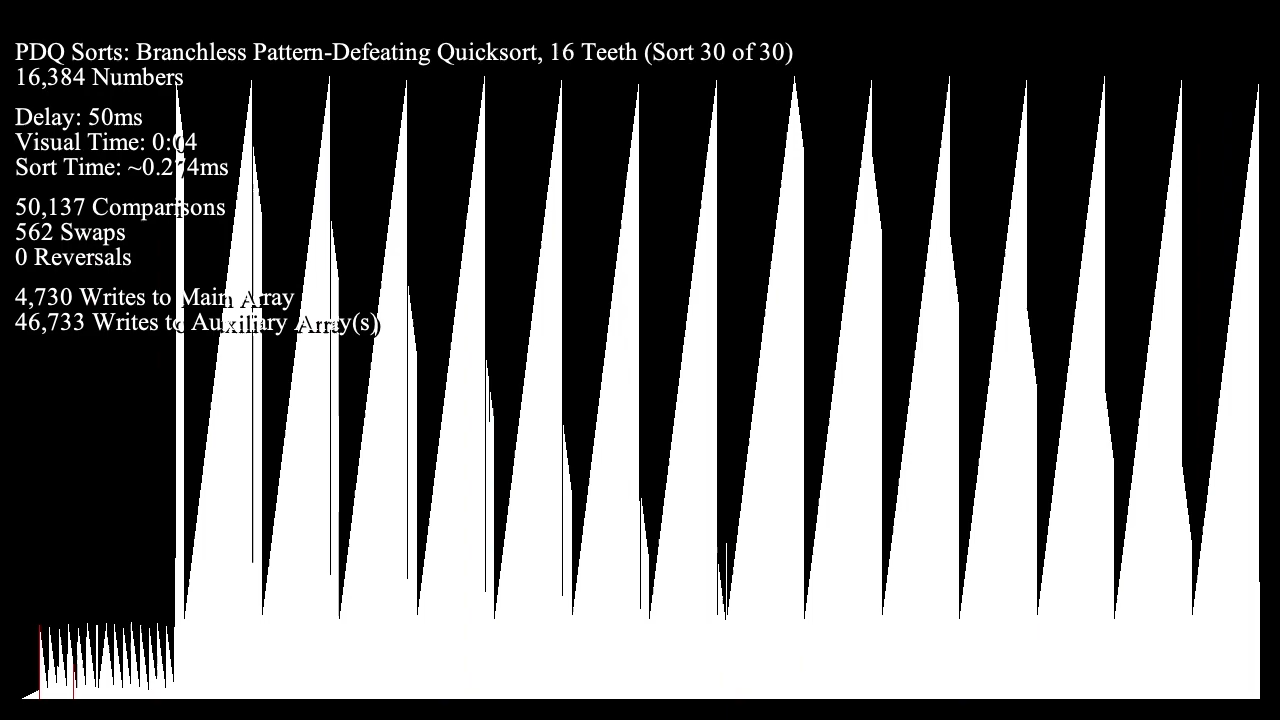 PDQ Sorts: Branchless Pattern-Defeating Quicksort, 16 Teeth (Sort 30 of 30)
16,384 Numbers
Delay: 50ms
Visual Time: 0:04
Sort Time: ~0.274ms
50,137 Comparisons
562 Swaps
0 Reversals
4,730 Writes to Main Array
46,733 Writes to Auxiliary Array(s)